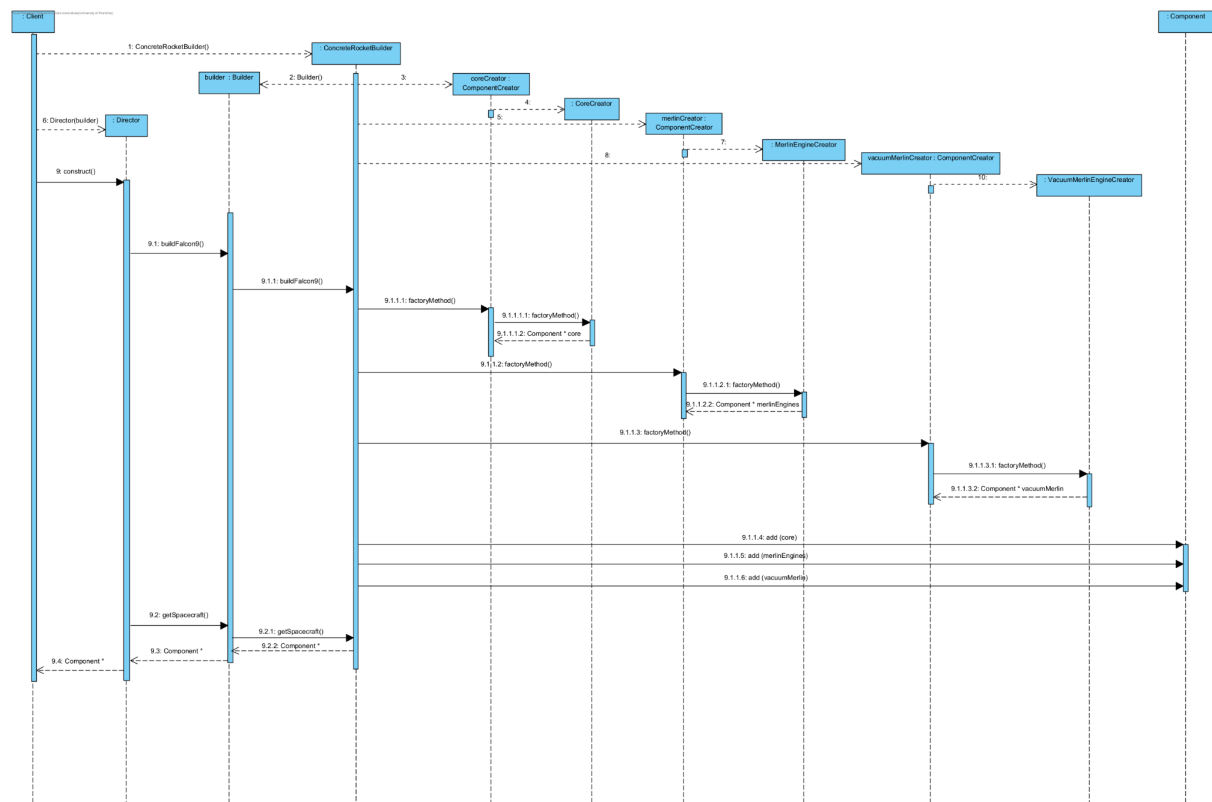 : Client
: Component
1: ConcreteRocketBuilder()
: ConcreteRocketBuilder
builder : Builder
2: Builder()
3:
coreCreator :
ComponentCreator
4:
: CoreCreator
5:
6: Director(builder)
: Director
merlinCreator :
ComponentCreator
7:
: MerlinEngineCreator
8:
vacuumMerlinCreator : ComponentCreator
9: construct()
10:
: VacuumMerlinEngineCreator
9.1: buildFalcon9()
9.1.1: buildFalcon9()
9.1.1.1: factoryMethod()
9.1.1.1.1: factoryMethod()
9.1.1.1.2: Component * core
9.1.1.2: factoryMethod()
9.1.1.2.1: factoryMethod()
9.1.1.2.2: Component * merlinEngines
9.1.1.3: factoryMethod()
9.1.1.3.1: factoryMethod()
9.1.1.3.2: Component * vacuumMerlin
9.1.1.4: add (core)
9.1.1.5: add (merlinEngines)
9.1.1.6: add (vacuumMerlin)
9.2: getSpacecraft()
9.2.1: getSpacecraft()
9.2.2: Component *
9.3: Component *
9.4: Component *